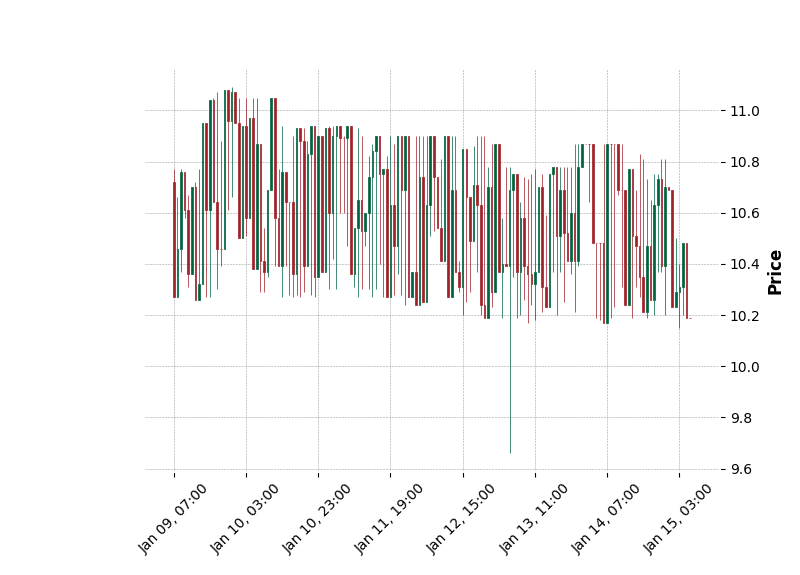 11.0
10.8
10.6
10.4
10.2
10.0
9.8
9.6
Price
Jan 09, 07:00
Jan 10, 03:00
Jan 10, 23:00
Jan 11, 19:00
Jan 12, 15:00
Jan 13, 11:00
Jan 14, 07:00
Jan 15, 03:00